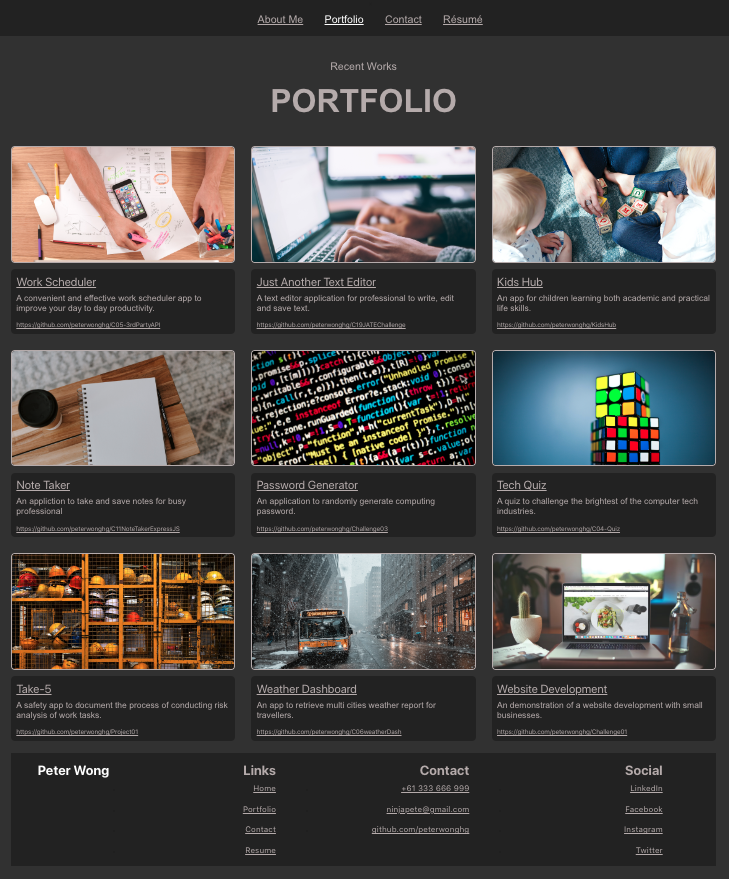 About Me Portfolio Contact Résumé
Recent Works
PORTFOLIO
Work Scheduler
A convenient and effective work scheduler app to
improve your day to day productivity.
https://github.com/peterwonghg/C05-3rdPartyAPI
Just Another Text Editor
A text editor application for professional to write, edit
and save text.
https://github.com/peterwonghg/C19JATEChallenge
Kids Hub
An app for children learning both academic and practical
life skills.
https://github.com/peterwonghg/KidsHub
Note Taker
An appliction to take and save notes for busy
professional
https://github.com/peterwonghg/C11NoteTakerExpressJS
Password Generator
An application to randomly generate computing
password.
https://github.com/peterwonghg/Challenge03
Tech Quiz
A quiz to challenge the brightest of the computer tech
industries.
https://github.com/peterwonghg/C04-Quiz
Take-5
A safety app to document the process of conducting risk
analysis of work tasks.
https://github.com/peterwonghg/Project01
Weather Dashboard
An app to retrieve multi cities weather report for
travellers.
https://github.com/peterwonghg/C06weatherDash
Website Development
An demonstration of a website development with small
businesses.
https://github.com/peterwonghg/Challenge01
Peter Wong
Links
Home
Portfolio
Contact
Resume
Contact
+61 333 666 999
ninjapete@gmail.com
github.com/peterwonghg
Social
LinkedIn
Facebook
Instagram
Twitter